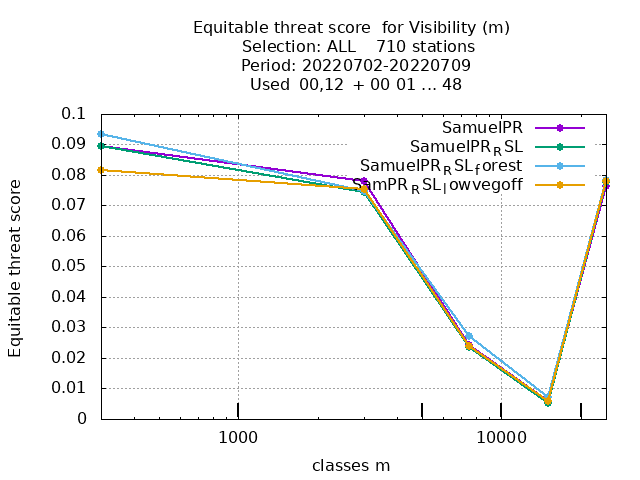 Equitable threat score  for Visibility (m)
Selection: ALL    710 stations
Period: 20220702-20220709
Used  00,12  + 00 01 ... 48
SamuelPR
SamuelPR_RSL
SamuelPR_RSL_forest
SamPR_RSL_lowvegoff
0.1
0.09
0.08
0.07
0.06
0.05
0.04
0.03
0.02
0.01
0
Equitable threat score
1000 10000
classes m